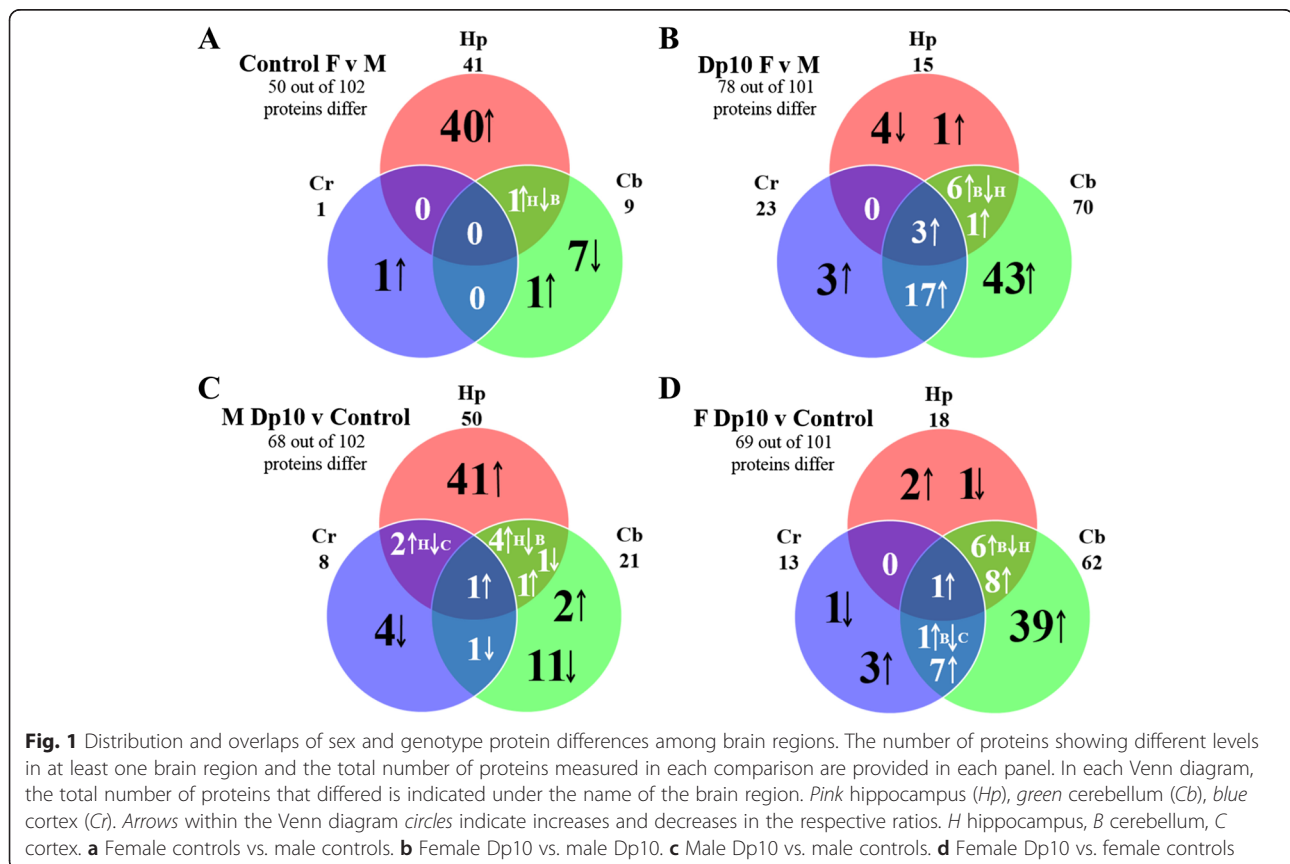 A
Control F v M
50 out of 102
proteins differ
Hp
41
40↑
Cr
1
0
1↑H↓B
Cb
9
0
1↑
7↓
0
1↑
B
Dp10 F v M
78 out of 101
proteins differ
Hp
15
4↓ 1↑
Cr
23
0
6↑B↓H
1↑
Cb
70
3↑
3↑
43↑
17↑
C
M Dp10 v Control
68 out of 102
proteins differ
Hp
50
41↑
Cr
8
2↑H↓C
4↑H↓B
1↓
1↑
Cb
21
1↑
2↑
4↓
1↓
11↓
D
F Dp10 v Control
69 out of 101
proteins differ
Hp
18
2↑ 1↓
Cr
13
0
6↑B↓H
8↑
Cb
62
1↑
1↓
39↑
1↑B↓C
7↑
3↑
Fig. 1 Distribution and overlaps of sex and genotype protein differences among brain regions. The number of proteins showing different levels
in at least one brain region and the total number of proteins measured in each comparison are provided in each panel. In each Venn diagram,
the total number of proteins that differed is indicated under the name of the brain region. Pink hippocampus (Hp), green cerebellum (Cb), blue
cortex (Cr). Arrows within the Venn diagram circles indicate increases and decreases in the respective ratios. H hippocampus, B cerebellum, C
cortex. a Female controls vs. male controls. b Female Dp10 vs. male Dp10. c Male Dp10 vs. male controls. d Female Dp10 vs. female controls